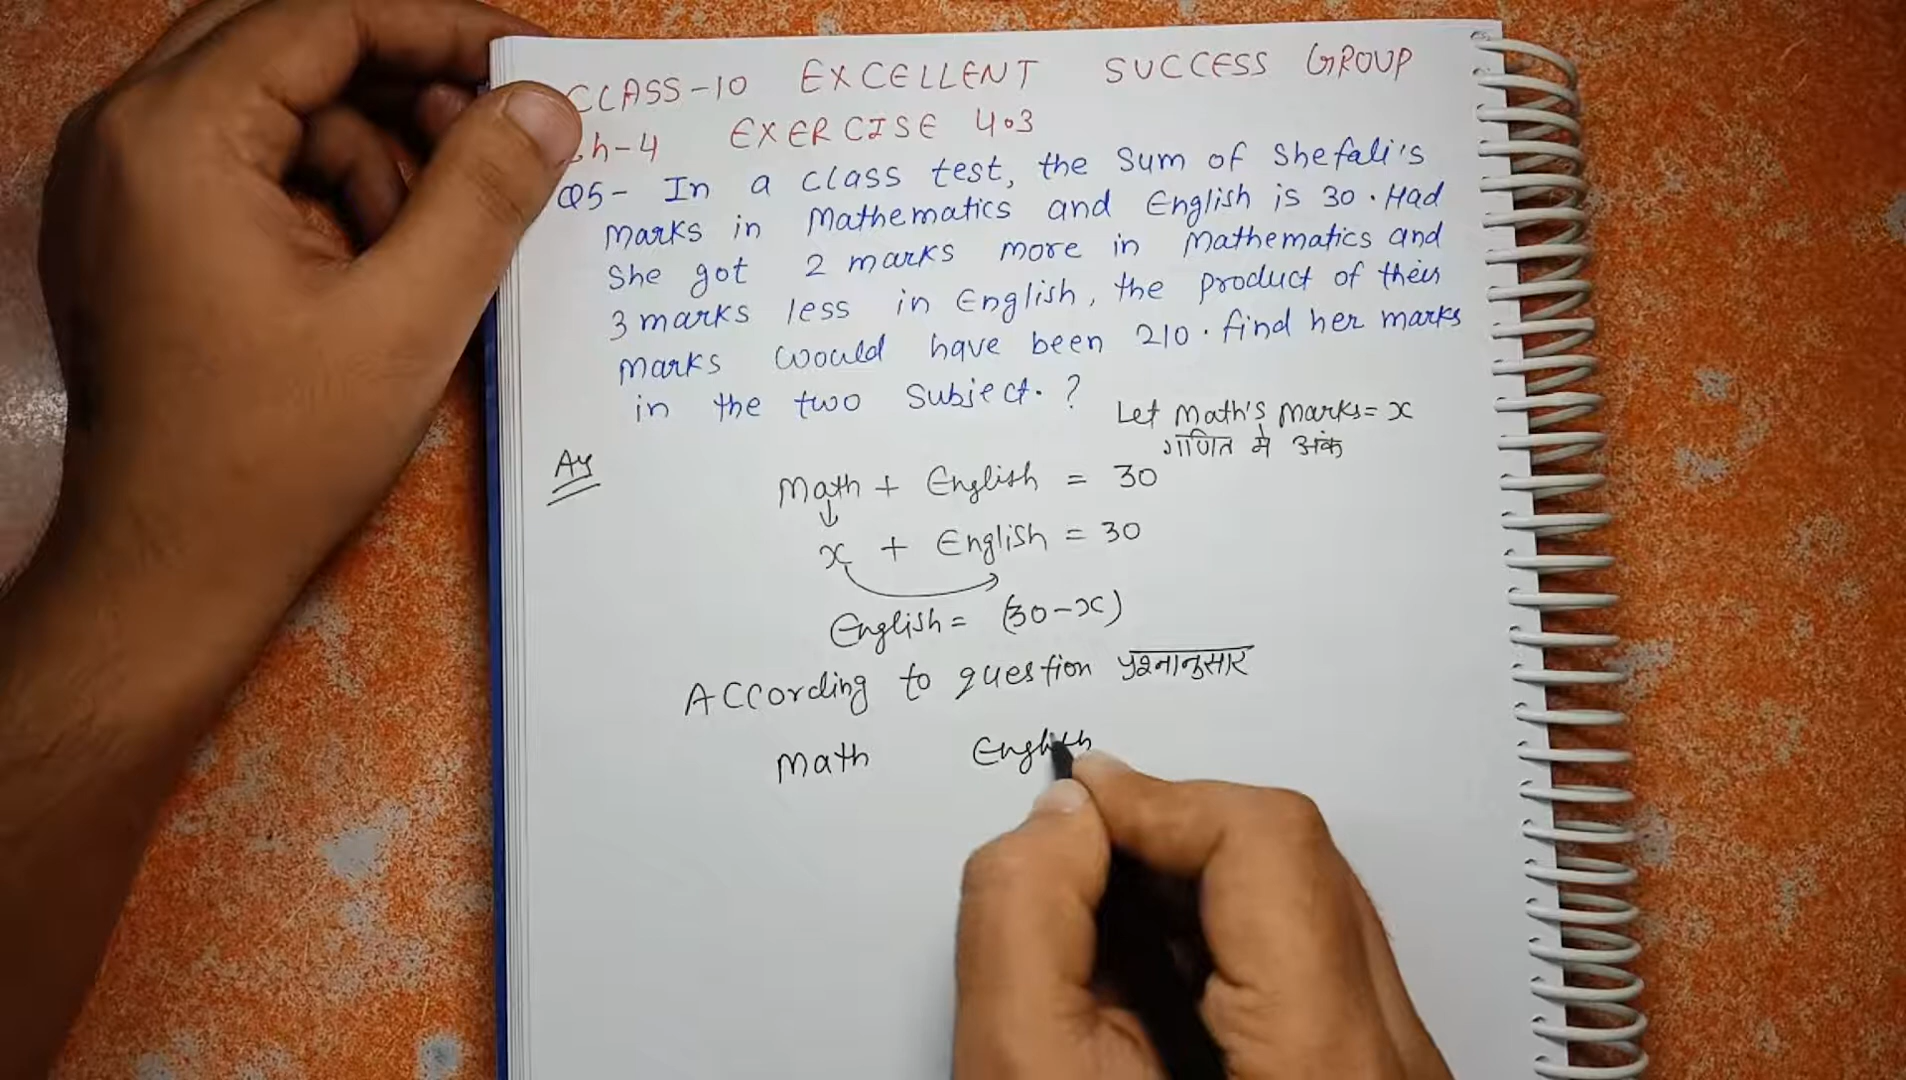 CLASS-10 EXCELLENT SUCCESS GROUP
Ch-4 EXERCISE 4.3
Q5- In a class test, the sum of Shefali's
marks in Mathematics and English is 30. Had
She got 2 marks more in Mathematics and
3 marks less in English, the product of their
marks would have been 210. find her marks
in the two Subject. ?
Let Math's marks = x
गणित मे अंक
Math + English = 30
↓
x + English = 30
English = (30-x)
According to question प्रश्नानुसार
Math English